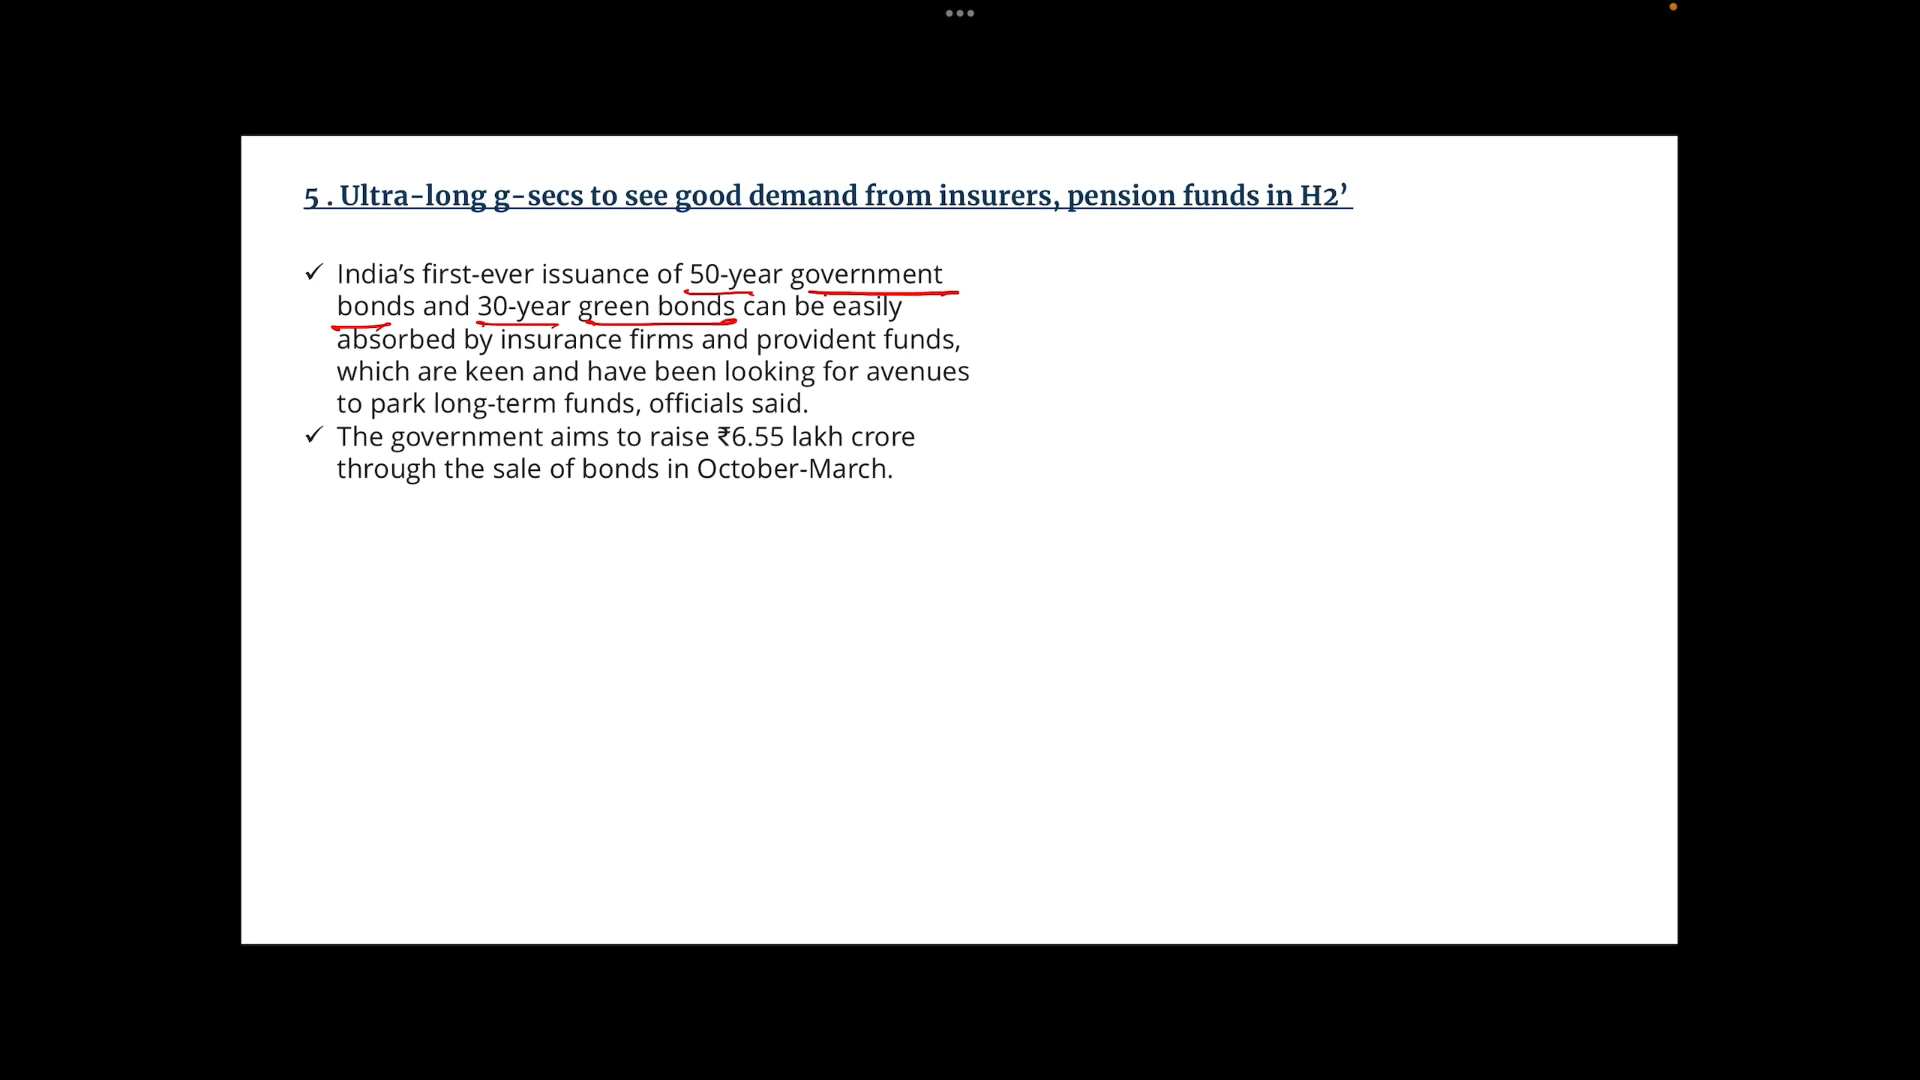 5 . Ultra-long g-secs to see good demand from insurers, pension funds in H2’
✓ India’s first-ever issuance of 50-year government
bonds and 30-year green bonds can be easily
absorbed by insurance firms and provident funds,
which are keen and have been looking for avenues
to park long-term funds, officials said.
✓ The government aims to raise ₹6.55 lakh crore
through the sale of bonds in October-March.